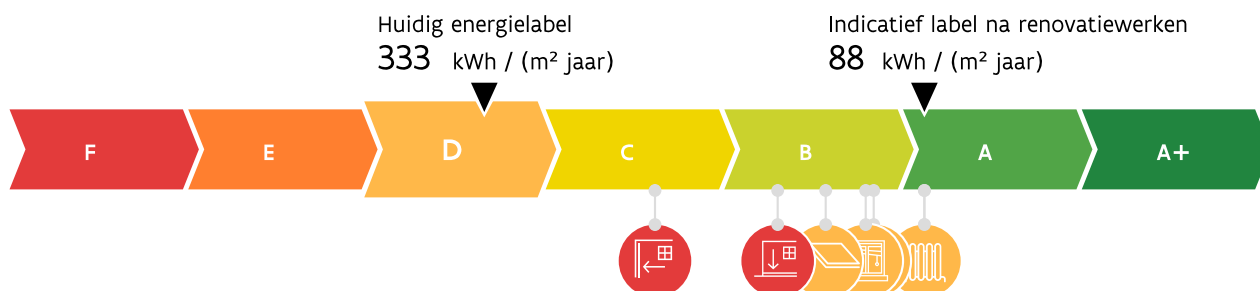 Huidig energielabel
333 kWh / (m² jaar)
Indicatief label na renovatiewerken
88 kWh / (m² jaar)
F E D C B A A+